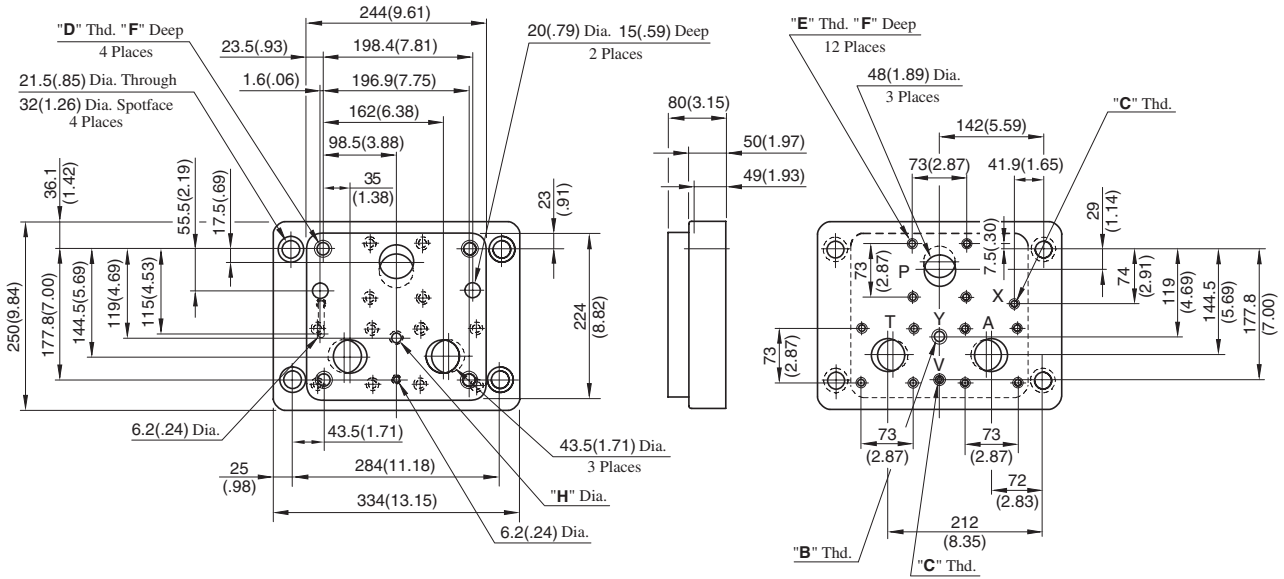 244(9.61)
"D" Thd. "F" Deep
4 Places
23.5(.93)
198.4(7.81)
20(.79) Dia. 15(.59) Deep
2 Places
21.5(.85) Dia. Through
32(1.26) Dia. Spotface
4 Places
1.6(.06)
196.9(7.75)
162(6.38)
98.5(3.88)
35
(1.38)
36.1
(1.42)
55.5(2.19)
17.5(.69)
23
(.91)
250(9.84)
177.8(7.00)
144.5(5.69)
119(4.69)
115(4.53)
224
(8.82)
6.2(.24) Dia.
43.5(1.71)
25
(.98)
284(11.18)
334(13.15)
43.5(1.71) Dia.
3 Places
"H" Dia.
6.2(.24) Dia.
80(3.15)
50(1.97)
49(1.93)
"E" Thd. "F" Deep
12 Places
48(1.89) Dia.
3 Places
"C" Thd.
142(5.59)
73(2.87)
41.9(1.65)
29
(1.14)
7.5(.30)
73
(2.87)
P
X
T
Y
A
V
74
(2.91)
119
(4.69)
144.5
(5.69)
177.8
(7.00)
73
(2.87)
73
(2.87)
73
(2.87)
72
(2.83)
212
(8.35)
"B" Thd.
"C" Thd.